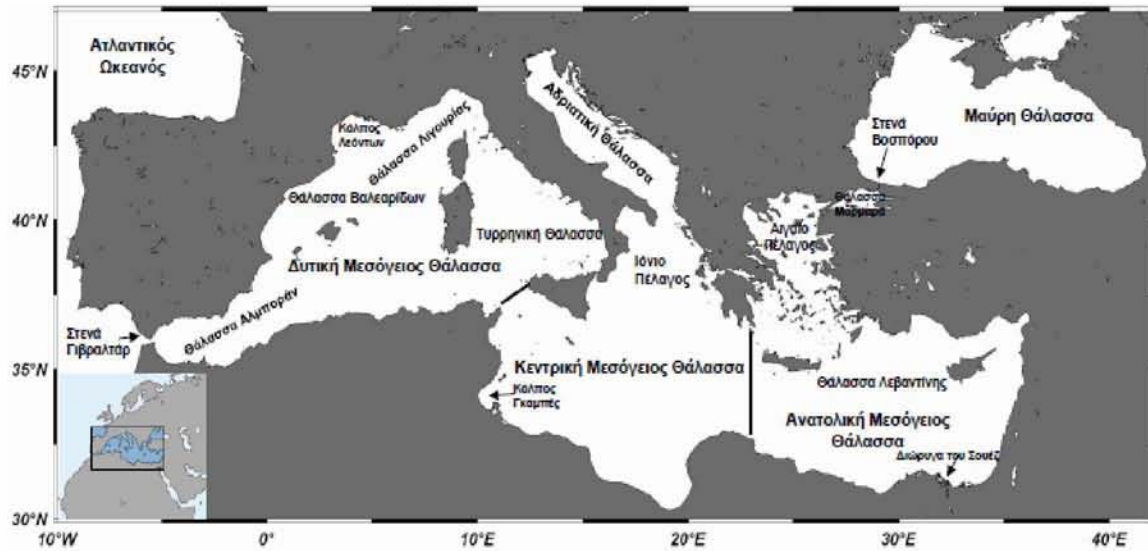 Ατλαντικός
Ωκεανός
45°N
40°N
35°N
30°N
10°W
0°
10°E
20°E
30°E
40°E
Κόλπος
Λεόντων
Θάλασσα Λιγουρίας
Αδριατική Θάλασσα
Μαύρη Θάλασσα
Στενά
Βοσπόρου
Θάλασσα Βαλεαρίδων
Θάλασσα
Μαρμαρά
Αιγαίο
Πέλαγος
Τυρρηνική Θάλασσα
Ιόνιο
Πέλαγος
Δυτική Μεσόγειος Θάλασσα
Θάλασσα Αλμποράν
Στενά
Γιβραλτάρ
Κεντρική Μεσόγειος Θάλασσα
Κόλπος
Γκαμπές
Θάλασσα Λεβαντίνης
Ανατολική Μεσόγειος
Θάλασσα
Διώρυγα του Σουέζ